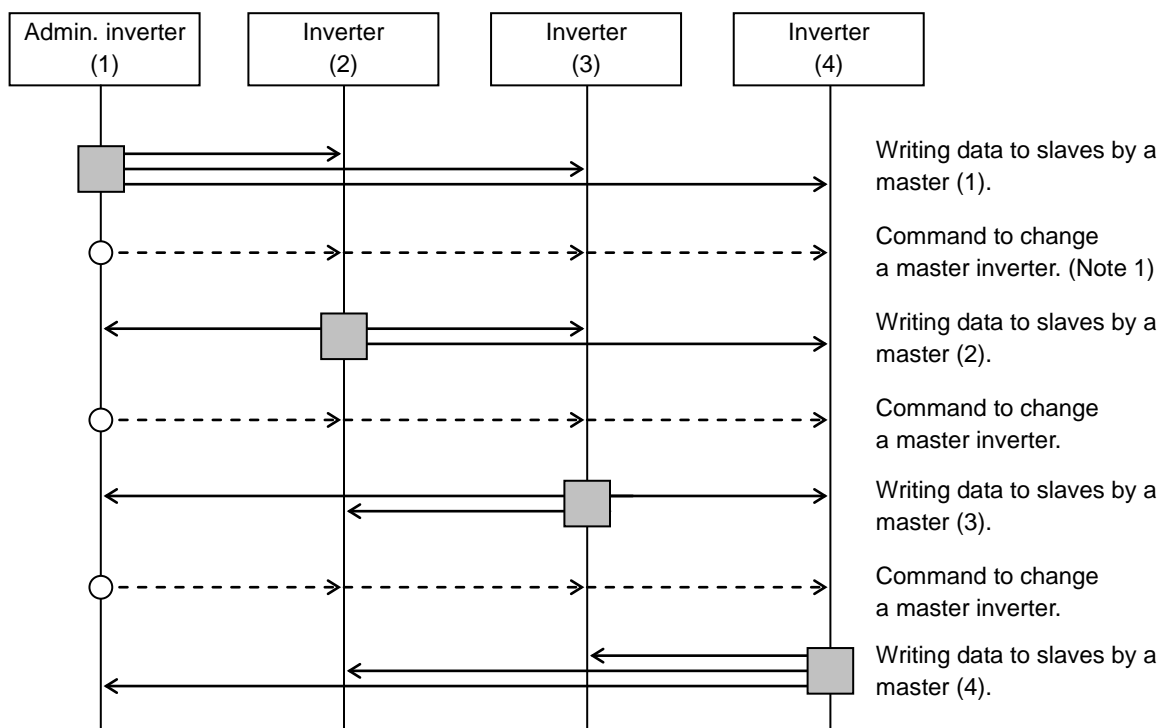 Admin. inverter
(1)
Inverter
(2)
Inverter
(3)
Inverter
(4)
Writing data to slaves by a
master (1).
Command to change
a master inverter. (Note 1)
Writing data to slaves by a
master (2).
Command to change
a master inverter.
Writing data to slaves by a
master (3).
Command to change
a master inverter.
Writing data to slaves by a
master (4).